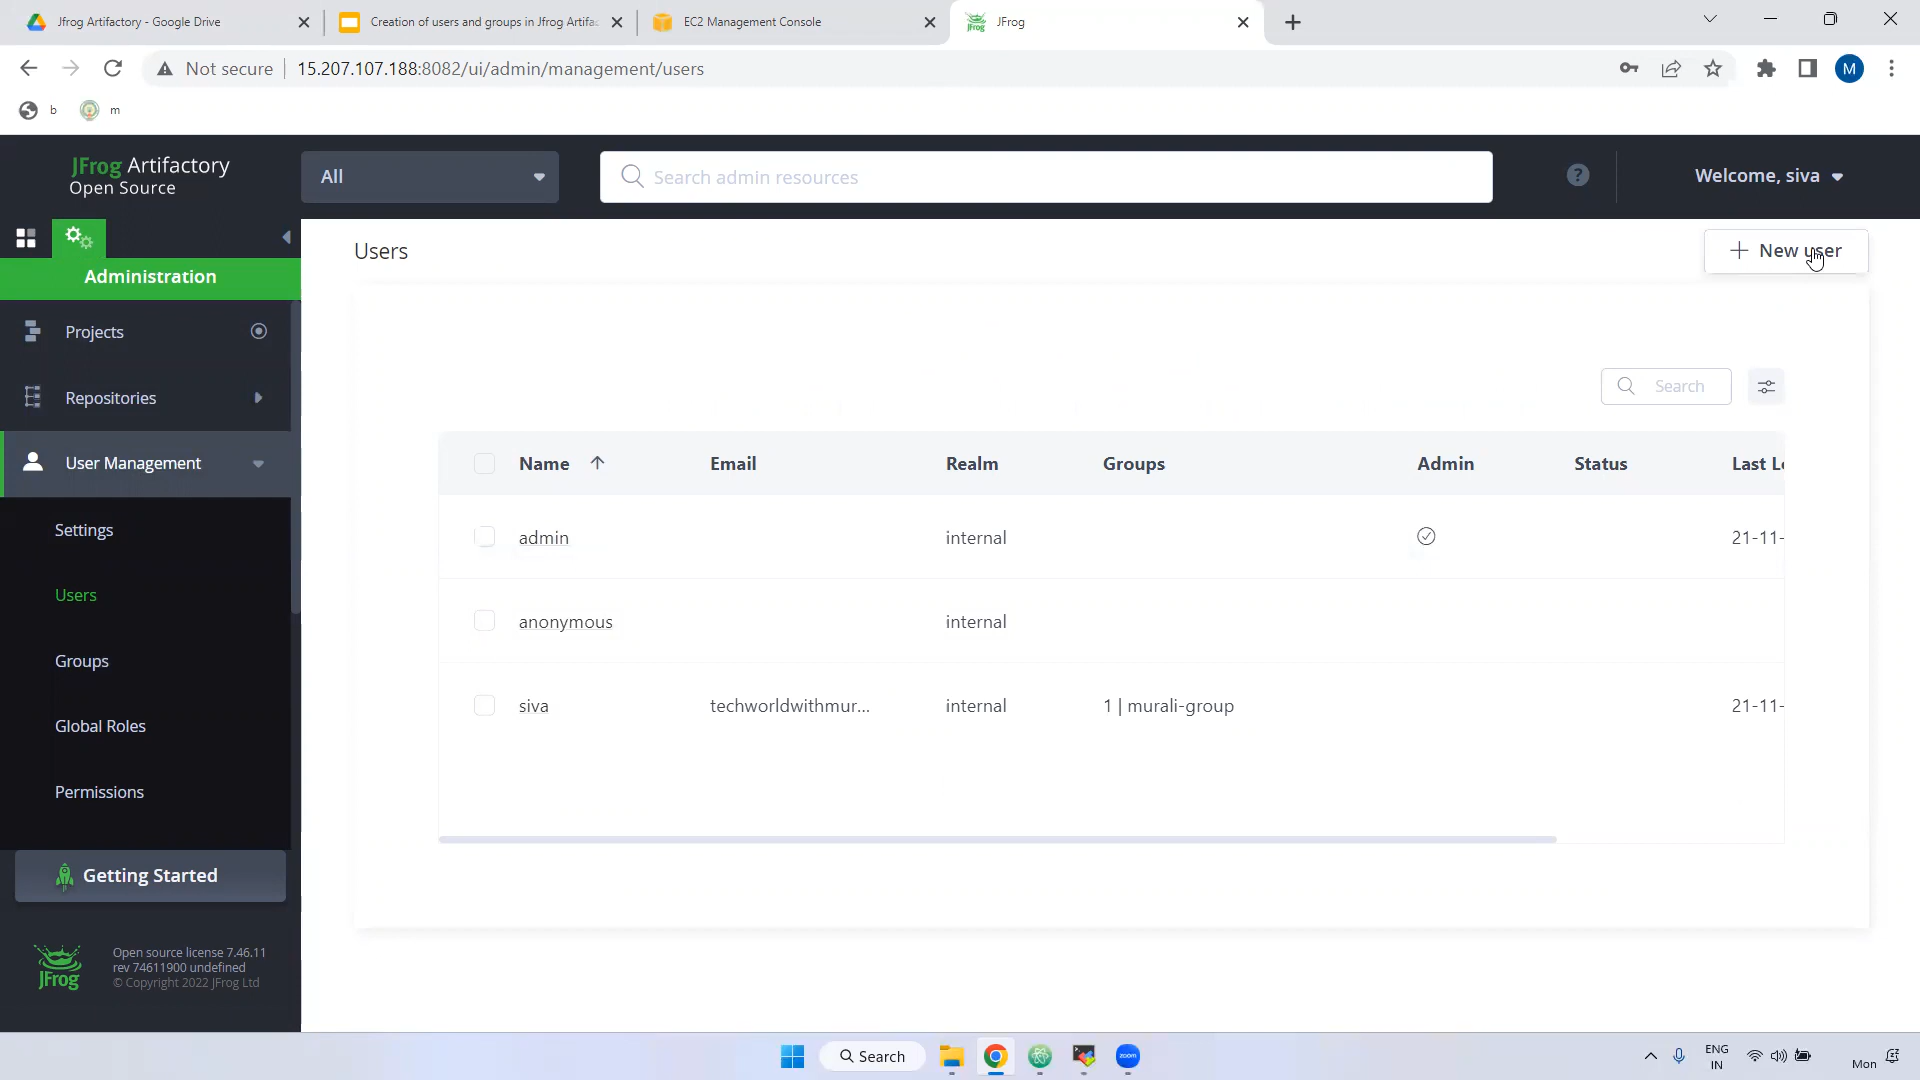 Jfrog Artifactory - Google Drive
Creation of users and groups in Jfrog Artifa
EC2 Management Console
JFrog
Not secure
15.207.107.188:8082/ui/admin/management/users
M
b
m
JFrog Artifactory
Open Source
All
Search admin resources
?
Welcome, siva
Administration
Users
New user
Projects
Repositories
User Management
Settings
Users
Groups
Global Roles
Permissions
Search
Name
Email
Realm
Groups
Admin
Status
Last L
admin
internal
21-11-
anonymous
internal
siva
techworldwithmur...
internal
1 | murali-group
21-11-
Getting Started
JFrog
Open source license 7.46.11
rev 74611900 undefined
© Copyright 2022 JFrog Ltd
Search
zoom
ENG
IN
Mon